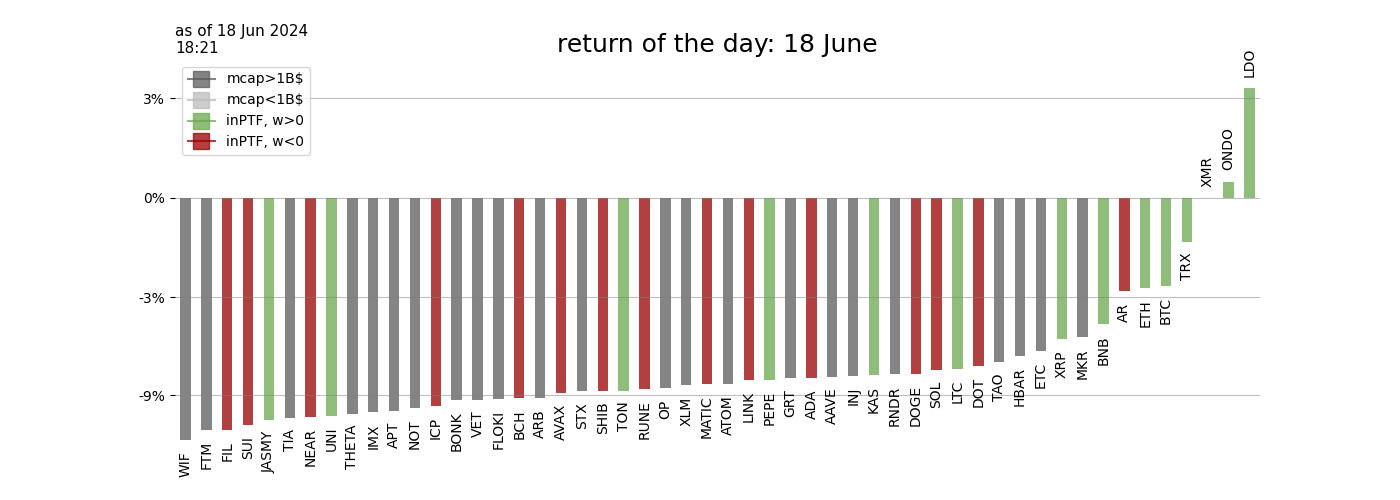 as of 18 Jun 2024
18:21
return of the day: 18 June
mcap>1B$
mcap<1B$
inPTF, w>0
inPTF, w<0
3%
0%
-3%
-9%
WIF
FTM
FIL
SUI
JASMY
TIA
NEAR
UNI
THETA
IMX
APT
NOT
ICP
BONK
VET
FLOKI
BCH
ARB
AVAX
STX
SHIB
TON
RUNE
OP
XLM
MATIC
ATOM
LINK
PEPE
GRT
ADA
AAVE
INJ
KAS
RNDR
DOGE
SOL
LTC
DOT
TAO
HBAR
ETC
XRP
MKR
BNB
AR
ETH
BTC
TRX
XMR
ONDO
LDO